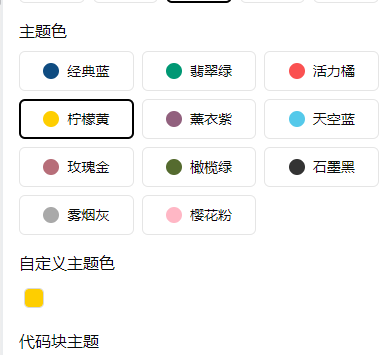 主题色
经典蓝 翡翠绿 活力橘
柠檬黄 薰衣紫 天空蓝
玫瑰金 橄榄绿 石墨黑
雾烟灰 樱花粉
自定义主题色
代码块主题